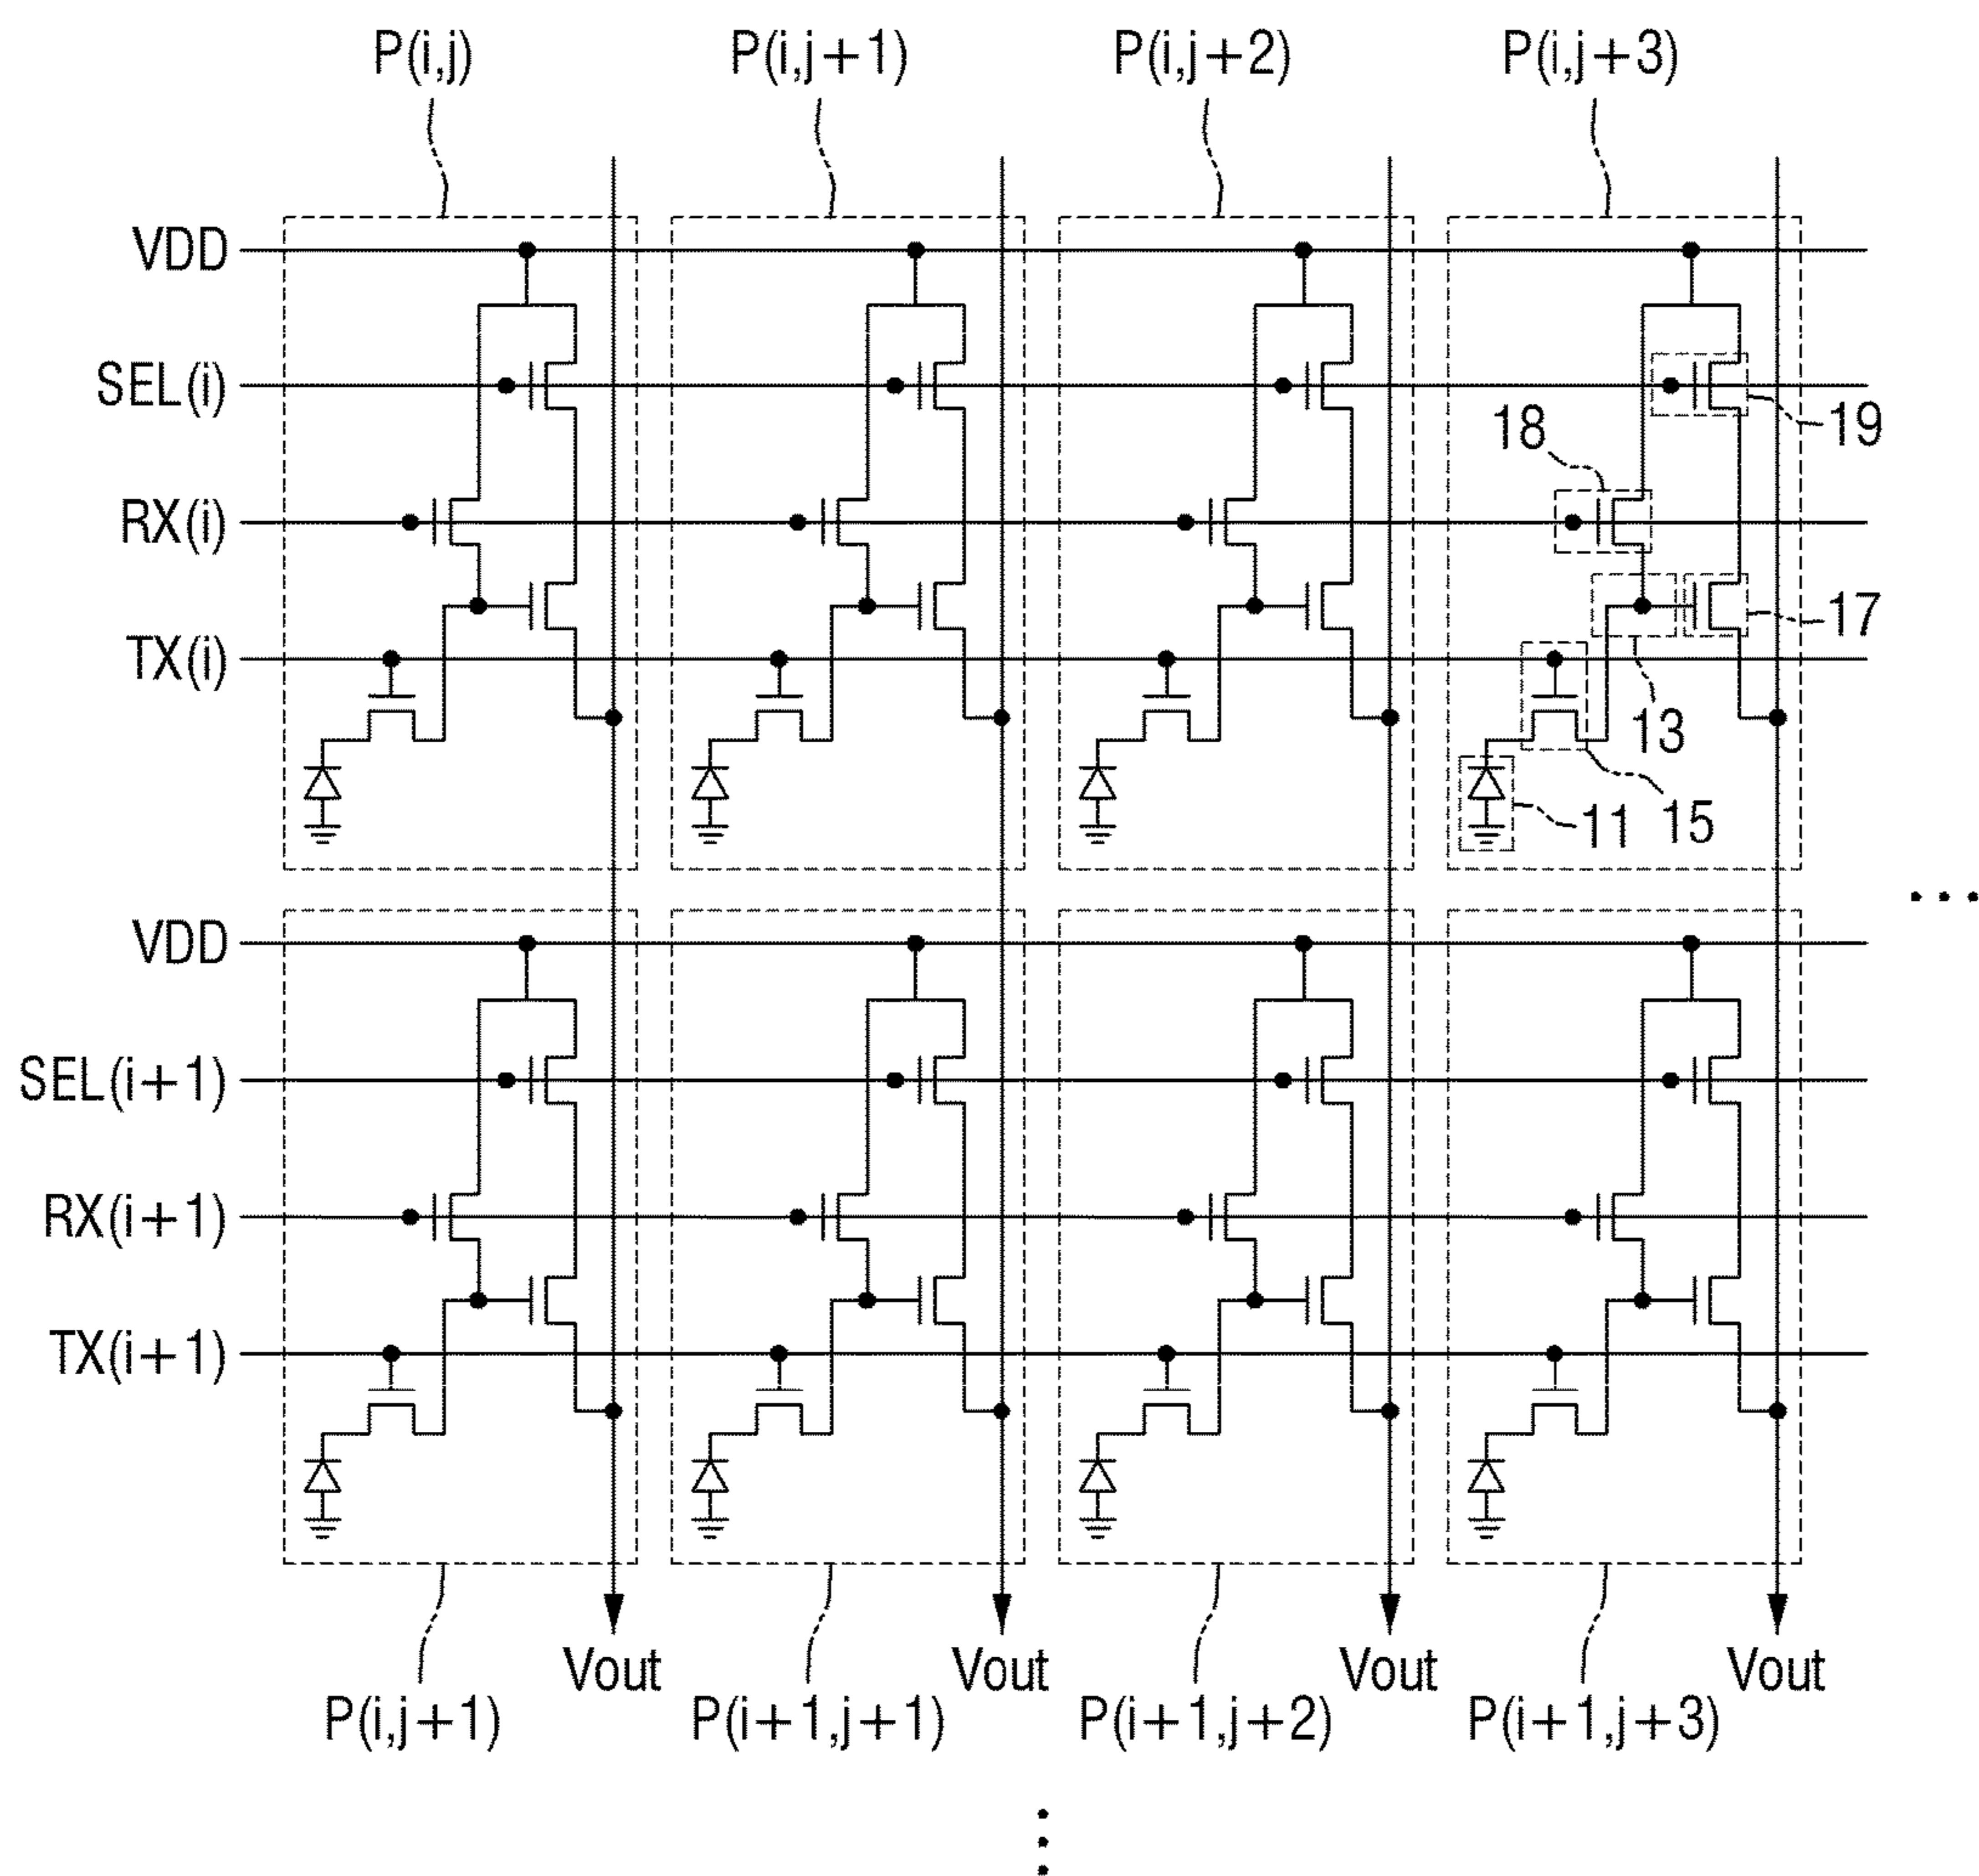 P(i,j) P(i,j+1) P(i,j+2) P(i,j+3)
VDD
SEL(i)
19
18
RX(i)
17
TX(i)
13
11 15
...
VDD
SEL(i+1)
RX(i+1)
TX(i+1)
Vout Vout Vout Vout
P(i,j+1) P(i+1,j+1) P(i+1,j+2) P(i+1,j+3)